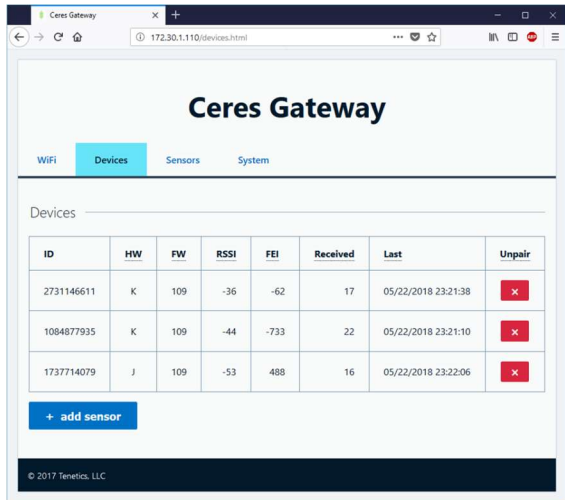 Ceres Gateway
172.30.1.110/devices.html
ABP
Ceres Gateway
WiFi Devices Sensors System
Devices
ID HW FW RSSI FEI Received Last Unpair
2731146611 K 109 -36 -62 17 05/22/2018 23:21:38
1084877935 K 109 -44 -733 22 05/22/2018 23:21:10
1737714079 J 109 -53 488 16 05/22/2018 23:22:06
+ add sensor
© 2017 Tenetics, LLC